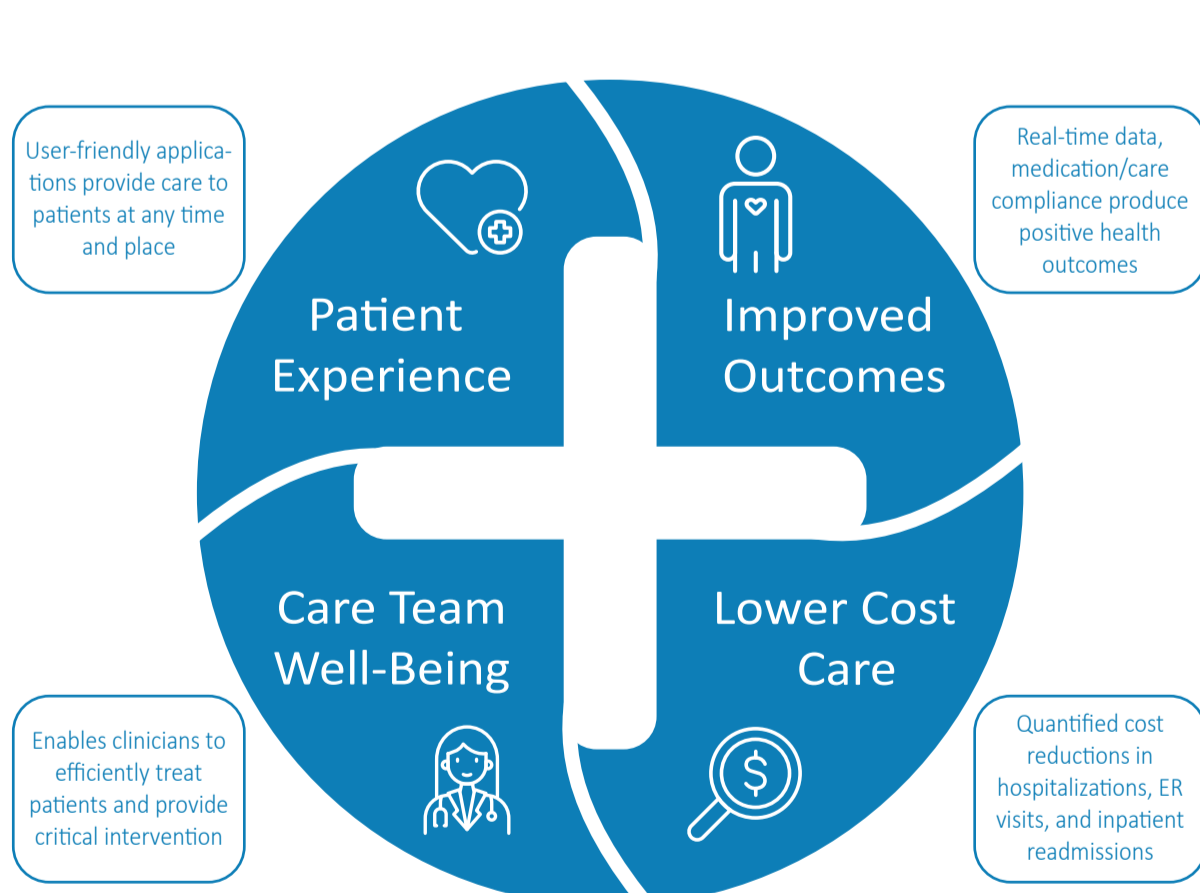 User-friendly applica-
tions provide care to
patients at any time
and place
Patient
Experience
Improved
Outcomes
Real-time data,
medication/care
compliance produce
positive health
outcomes
Care Team
Well-Being
Enables clinicians to
efficiently treat
patients and provide
critical intervention
Lower Cost
Care
$
Quantified cost
reductions in
hospitalizations, ER
visits, and inpatient
readmissions